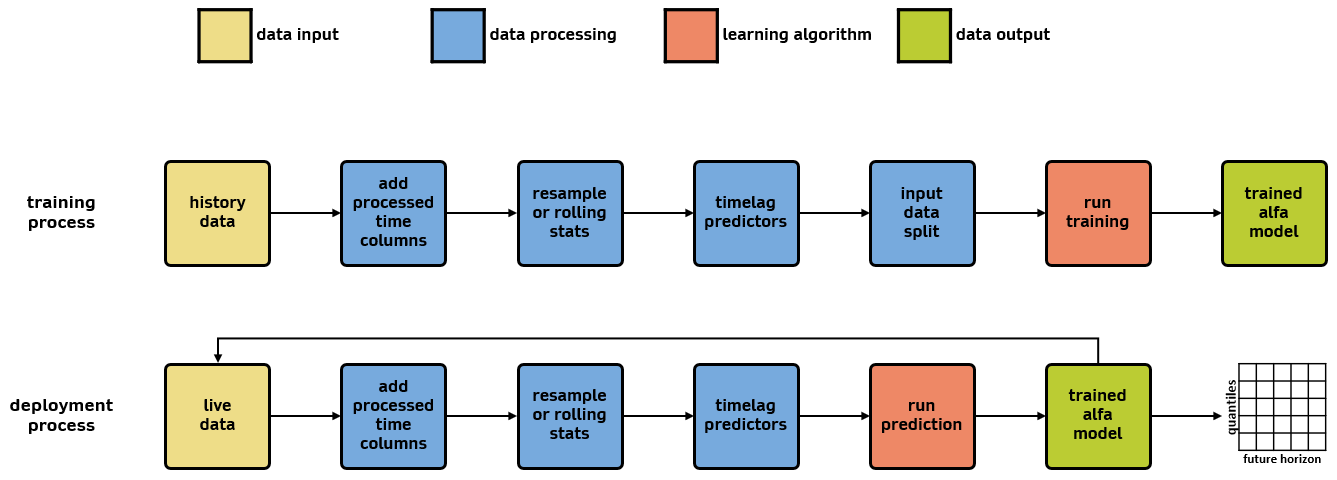 data input
data processing
learning algorithm
data output
training
process
history
data
add
processed
time
columns
resample
or rolling
stats
timelag
predictors
input
data
split
run
training
trained
alfa
model
deployment
process
live
data
add
processed
time
columns
resample
or rolling
stats
timelag
predictors
run
prediction
trained
alfa
model
quantiles
future horizon